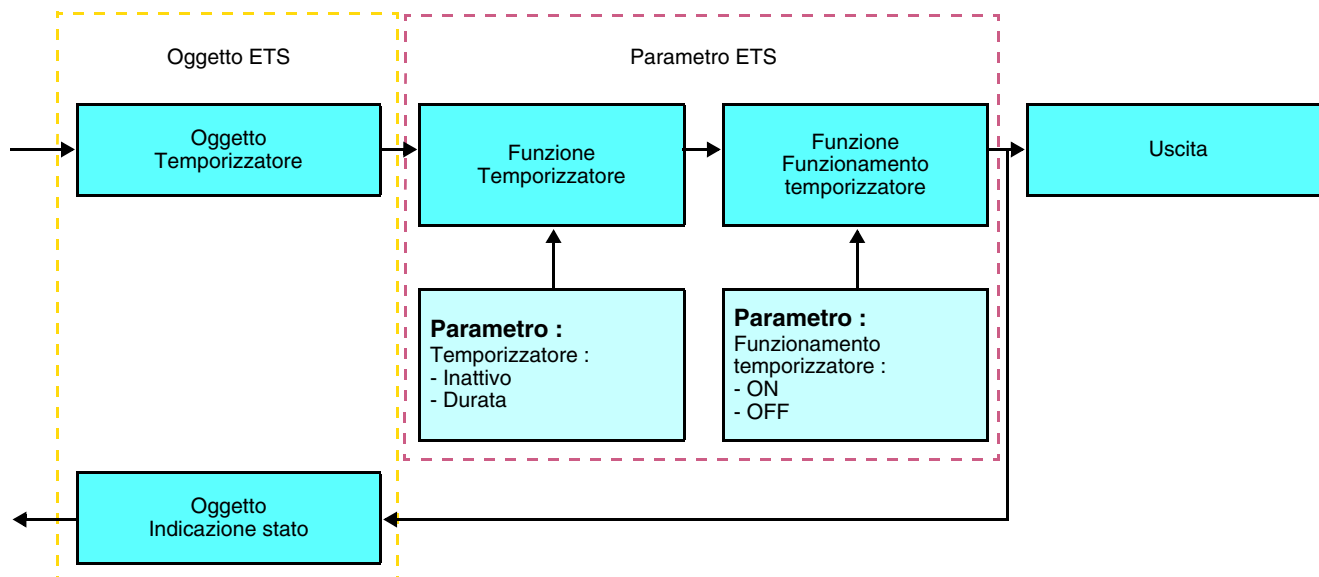 Oggetto ETS
Parametro ETS
Oggetto
Temporizzatore
Funzione
Temporizzatore
Funzione
Funzionamento
temporizzatore
Uscita
Parametro :
Temporizzatore :
- Inattivo
- Durata
Parametro :
Funzionamento
temporizzatore :
- ON
- OFF
Oggetto
Indicazione stato